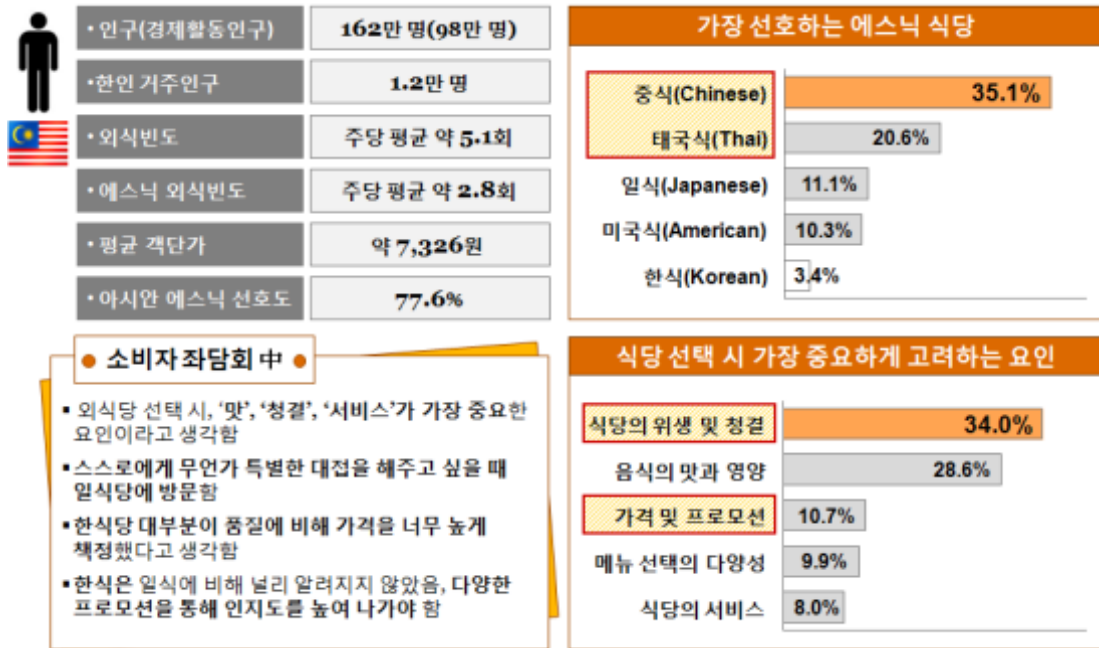 • 인구(경제활동인구) 162만 명(98만 명)
• 한인 거주인구 1.2만 명
• 외식빈도 주당 평균 약 5.1회
• 에스닉 외식빈도 주당 평균 약 2.8회
• 평균 객단가 약 7,326원
• 아시안 에스닉 선호도 77.6%
가장 선호하는 에스닉 식당
중식(Chinese) 35.1%
태국식(Thai) 20.6%
일식(Japanese) 11.1%
미국식(American) 10.3%
한식(Korean) 3.4%
● 소비자 좌담회 中 ●
▪ 외식당 선택 시, ‘맛’, ‘청결’, ‘서비스’가 가장 중요한
요인이라고 생각함
▪ 스스로에게 무언가 특별한 대접을 해주고 싶을 때
일식당에 방문함
▪ 한식당 대부분이 품질에 비해 가격을 너무 높게
책정했다고 생각함
▪ 한식은 일식에 비해 널리 알려지지 않았음, 다양한
프로모션을 통해 인지도를 높여 나가야 함
식당 선택 시 가장 중요하게 고려하는 요인
식당의 위생 및 청결 34.0%
음식의 맛과 영양 28.6%
가격 및 프로모션 10.7%
메뉴 선택의 다양성 9.9%
식당의 서비스 8.0%